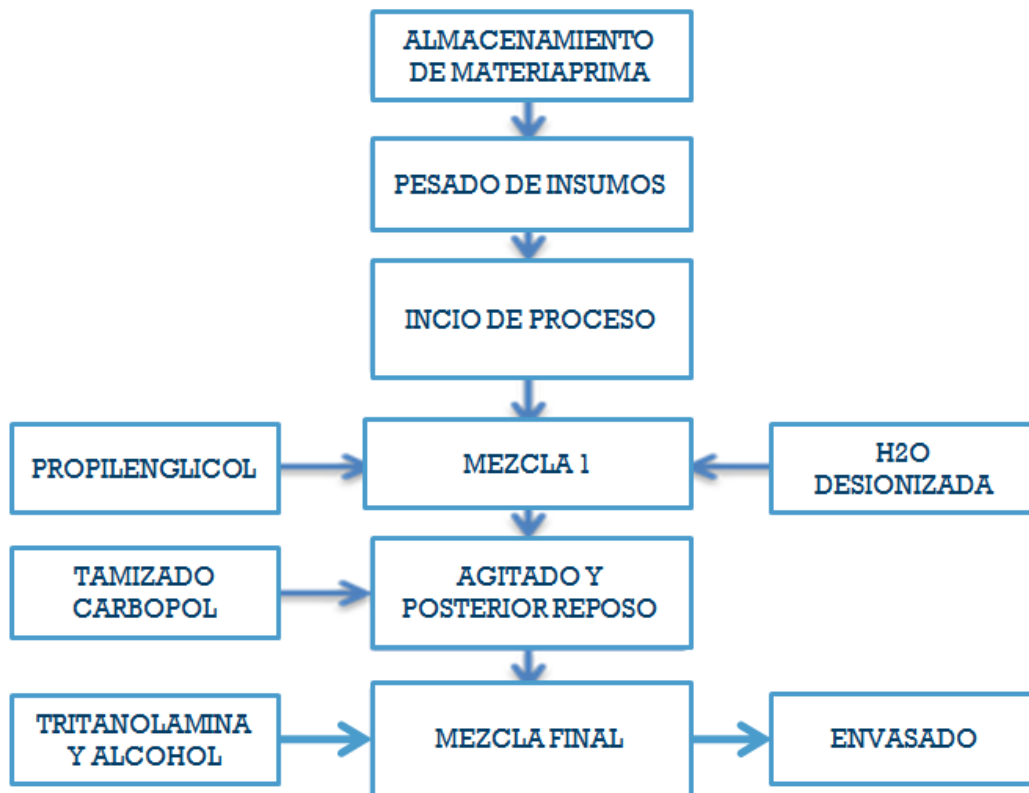 ALMACENAMIENTO
DE MATERIAPRIMA
PESADO DE INSUMOS
INCIO DE PROCESO
PROPILENGLICOL
MEZCLA 1
H2O
DESIONIZADA
TAMIZADO
CARBOPOL
AGITADO Y
POSTERIOR REPOSO
TRITANOLAMINA
Y ALCOHOL
MEZCLA FINAL
ENVASADO